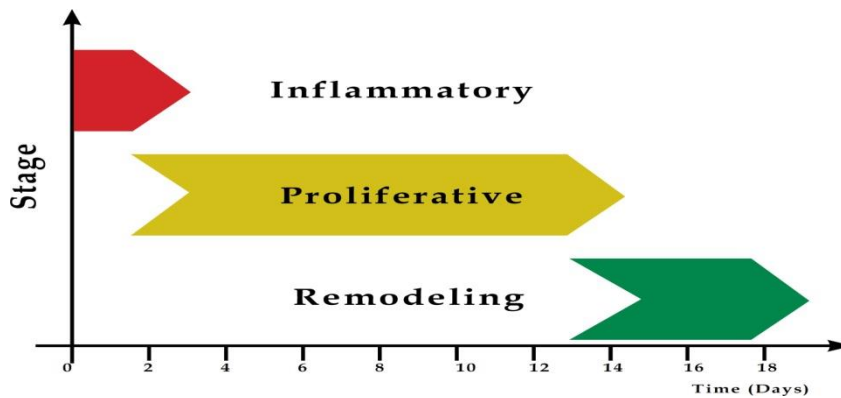 Stage
Inflammatory
Proliferative
Remodeling
0 2 4 6 8 10 12 14 16 18
Time (Days)